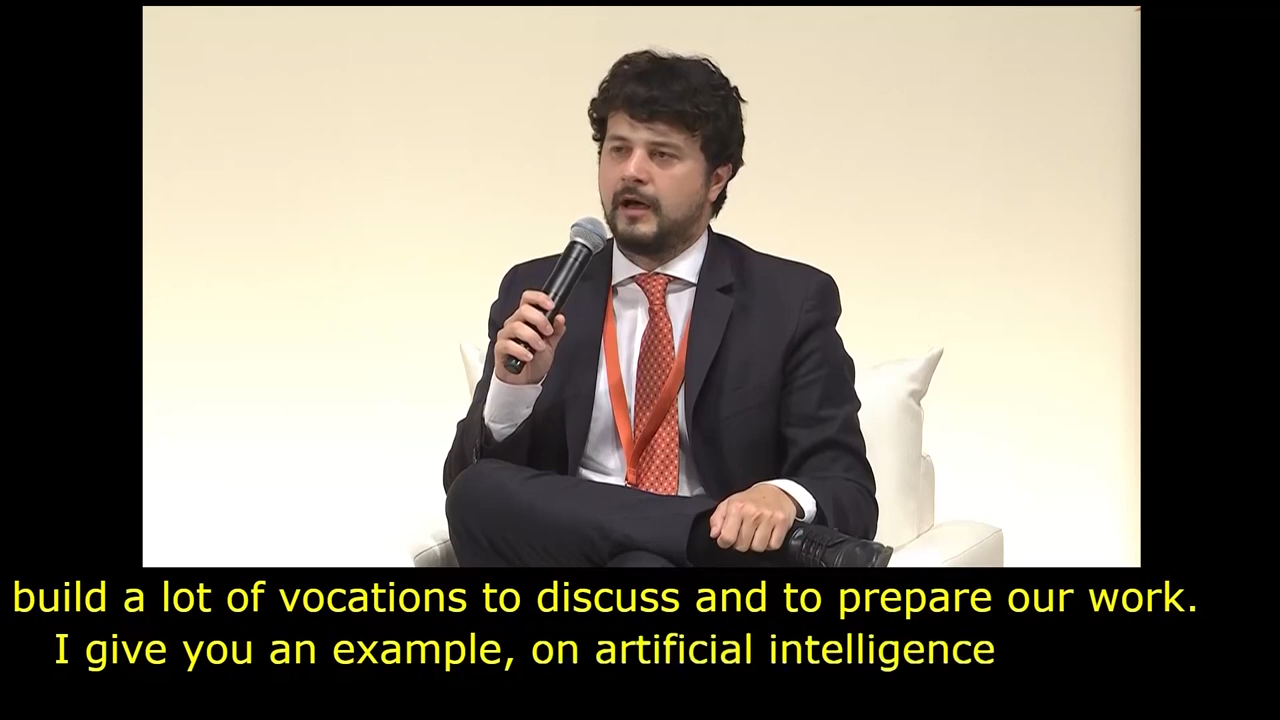 build a lot of vocations to discuss and to prepare our work.
I give you an example, on artificial intelligence